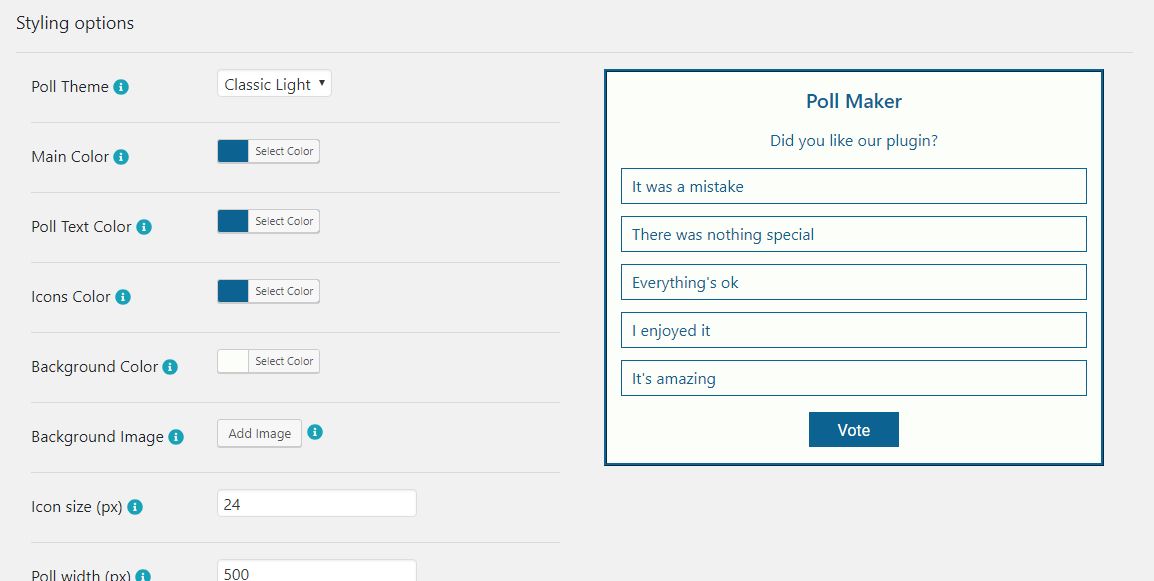 Styling options
Poll Theme
Classic Light
Main Color
Select Color
Poll Text Color
Select Color
Icons Color
Select Color
Background Color
Select Color
Background Image
Add Image
Icon size (px)
24
Poll width (px)
500
Poll Maker
Did you like our plugin?
It was a mistake
There was nothing special
Everything's ok
I enjoyed it
It's amazing
Vote